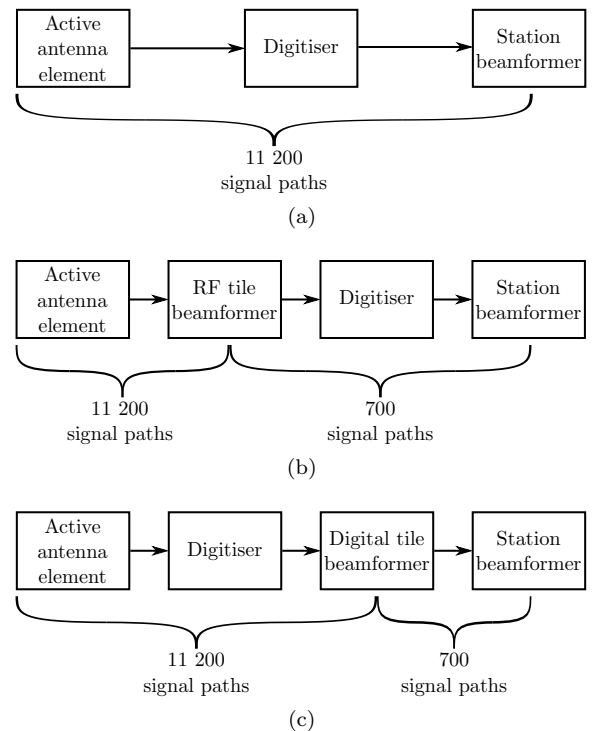 Active
antenna
element
Digitiser
Station
beamformer
11 200
signal paths
(a)
Active
antenna
element
RF tile
beamformer
Digitiser
Station
beamformer
11 200
signal paths
700
signal paths
(b)
Active
antenna
element
Digitiser
Digital tile
beamformer
Station
beamformer
11 200
signal paths
700
signal paths
(c)